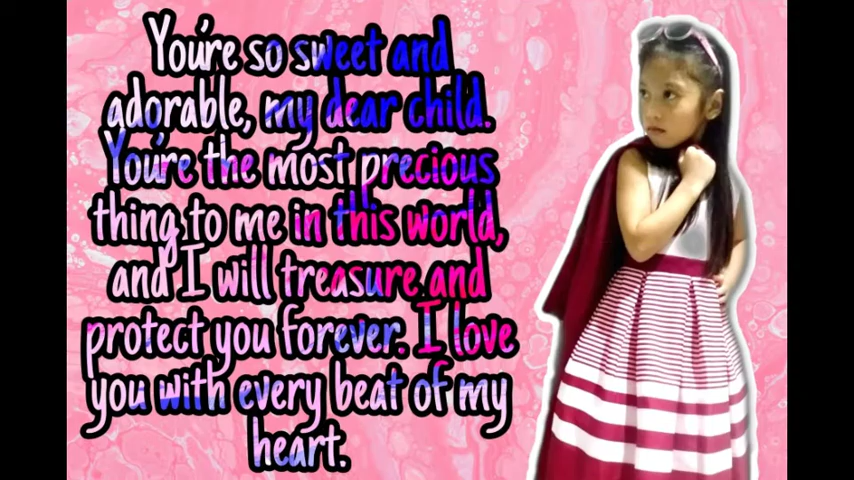 You're so sweet and
adorable, my dear child.
You're the most precious
thing to me in this world,
and I will treasure and
protect you forever. I love
you with every beat of my
heart.